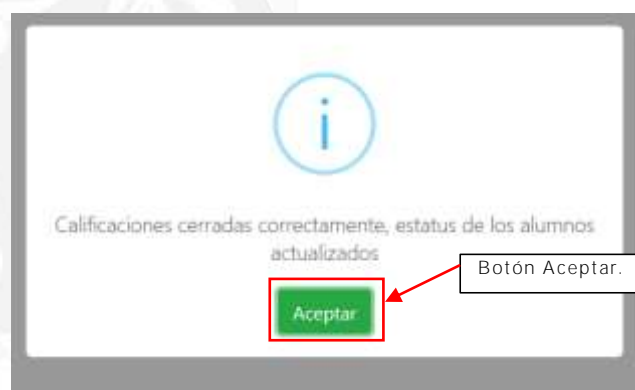 i
Calificaciones cerradas correctamente, estatus de los alumnos
actualizados
Botón Aceptar.
Aceptar